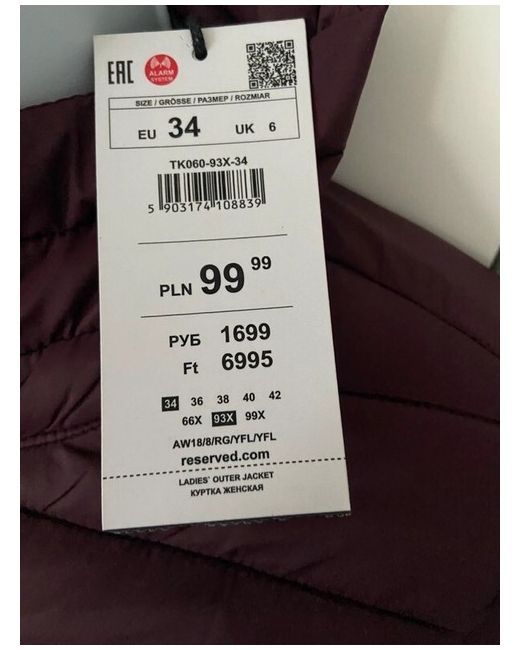 EAC
ALARM
SYSTEM
SIZE / GRÖSSE / РАЗМЕР / ROZMIAR
EU 34 UK 6
TK060-93X-34
5 903174 108839
PLN 99 99
РУБ 1699
Ft 6995
34 36 38 40 42
66X 93X 99X
AW18/8/RG/YFL/YFL
reserved.com
LADIES` OUTER JACKET
КУРТКА ЖЕНСКАЯ